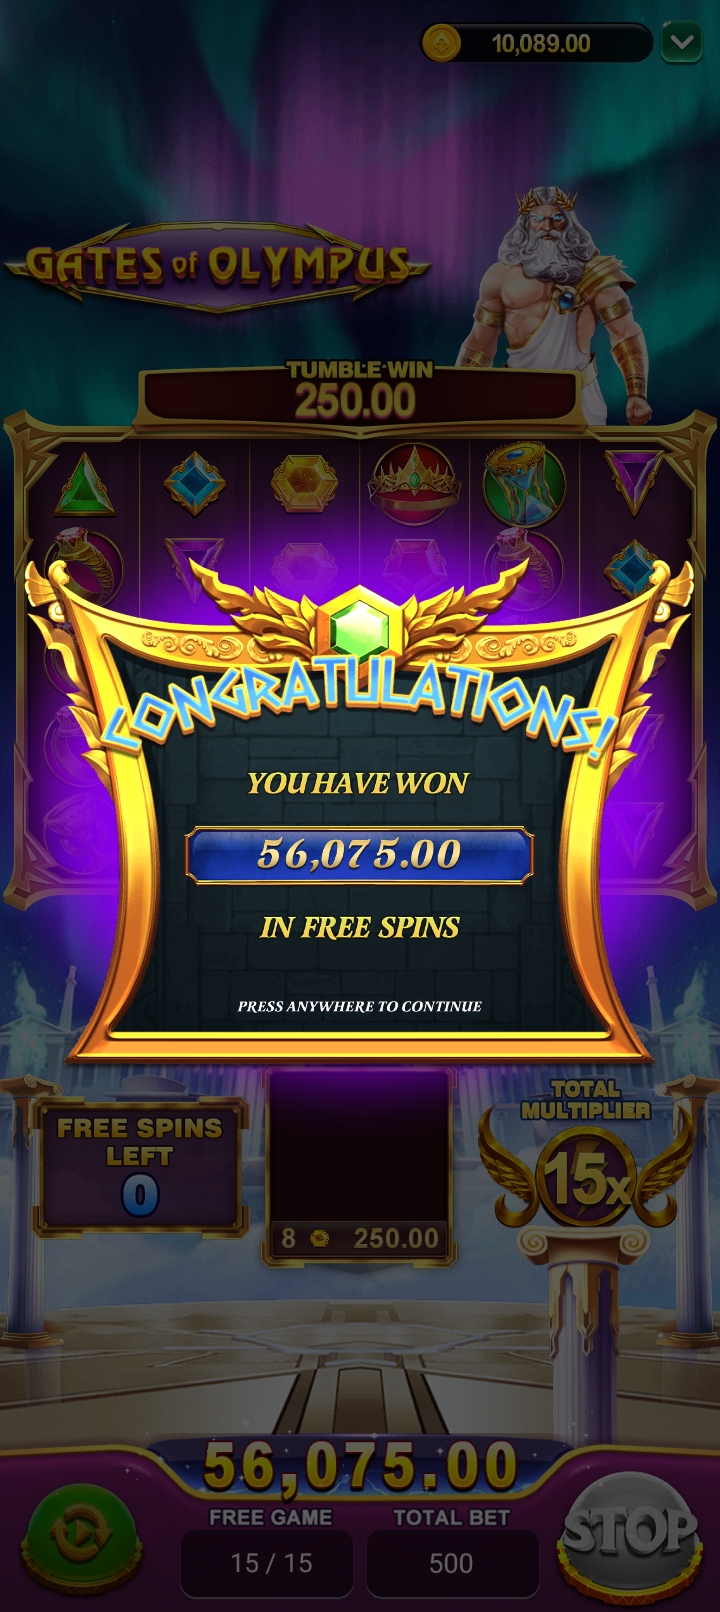 10,089.00
GATES OF OLYMPUS
TUMBLE WIN
250.00
CONGRATULATIONS!
YOU HAVE WON
56,075.00
IN FREE SPINS
PRESS ANYWHERE TO CONTINUE
FREE SPINS
LEFT
0
8 250.00
TOTAL
MULTIPLIER
15x
56,075.00
FREE GAME
15 / 15
TOTAL BET
500
STOP